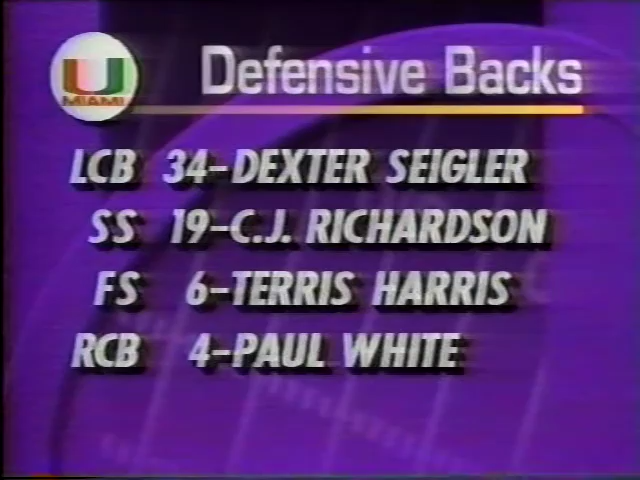 U
MIAMI
Defensive Backs
LCB 34-DEXTER SEIGLER
SS 19-C.J. RICHARDSON
FS 6-TERRIS HARRIS
RCB 4-PAUL WHITE